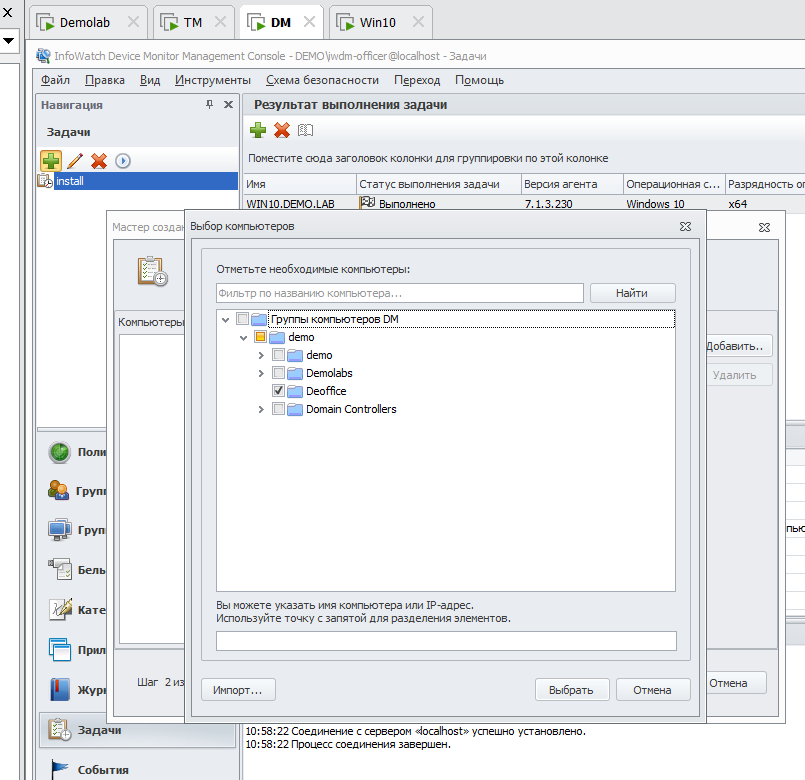 Demolab
TM
DM
Win10
InfoWatch Device Monitor Management Console - DEMO\iwdm-officer@localhost - Задачи
Файл Правка Вид Инструменты Схема безопасности Переход Помощь
Навигация
Задачи
install
Результат выполнения задачи
Поместите сюда заголовок колонки для группировки по этой колонке
Имя Статус выполнения задачи Версия агента Операционная с... Разрядность оп
WIN10.DEMO.LAB Выполнено 7.1.3.230 Windows 10 x64
Мастер создан
Выбор компьютеров
Отметьте необходимые компьютеры:
Фильтр по названию компьютера...
Найти
Компьютеры
Группы компьютеров DM
demo
demo
Demolabs
Deoffice
Domain Controllers
Добавить..
Удалить
Поли
Групп
Груп
Белы
Кате
Прил
Журн
Задачи
События
пью
Вы можете указать имя компьютера или IP-адрес.
Используйте точку с запятой для разделения элементов.
Шаг 2 из
Импорт...
Выбрать
Отмена
Отмена
10:58:22 Соединение с сервером «localhost» успешно установлено.
10:58:22 Процесс соединения завершен.